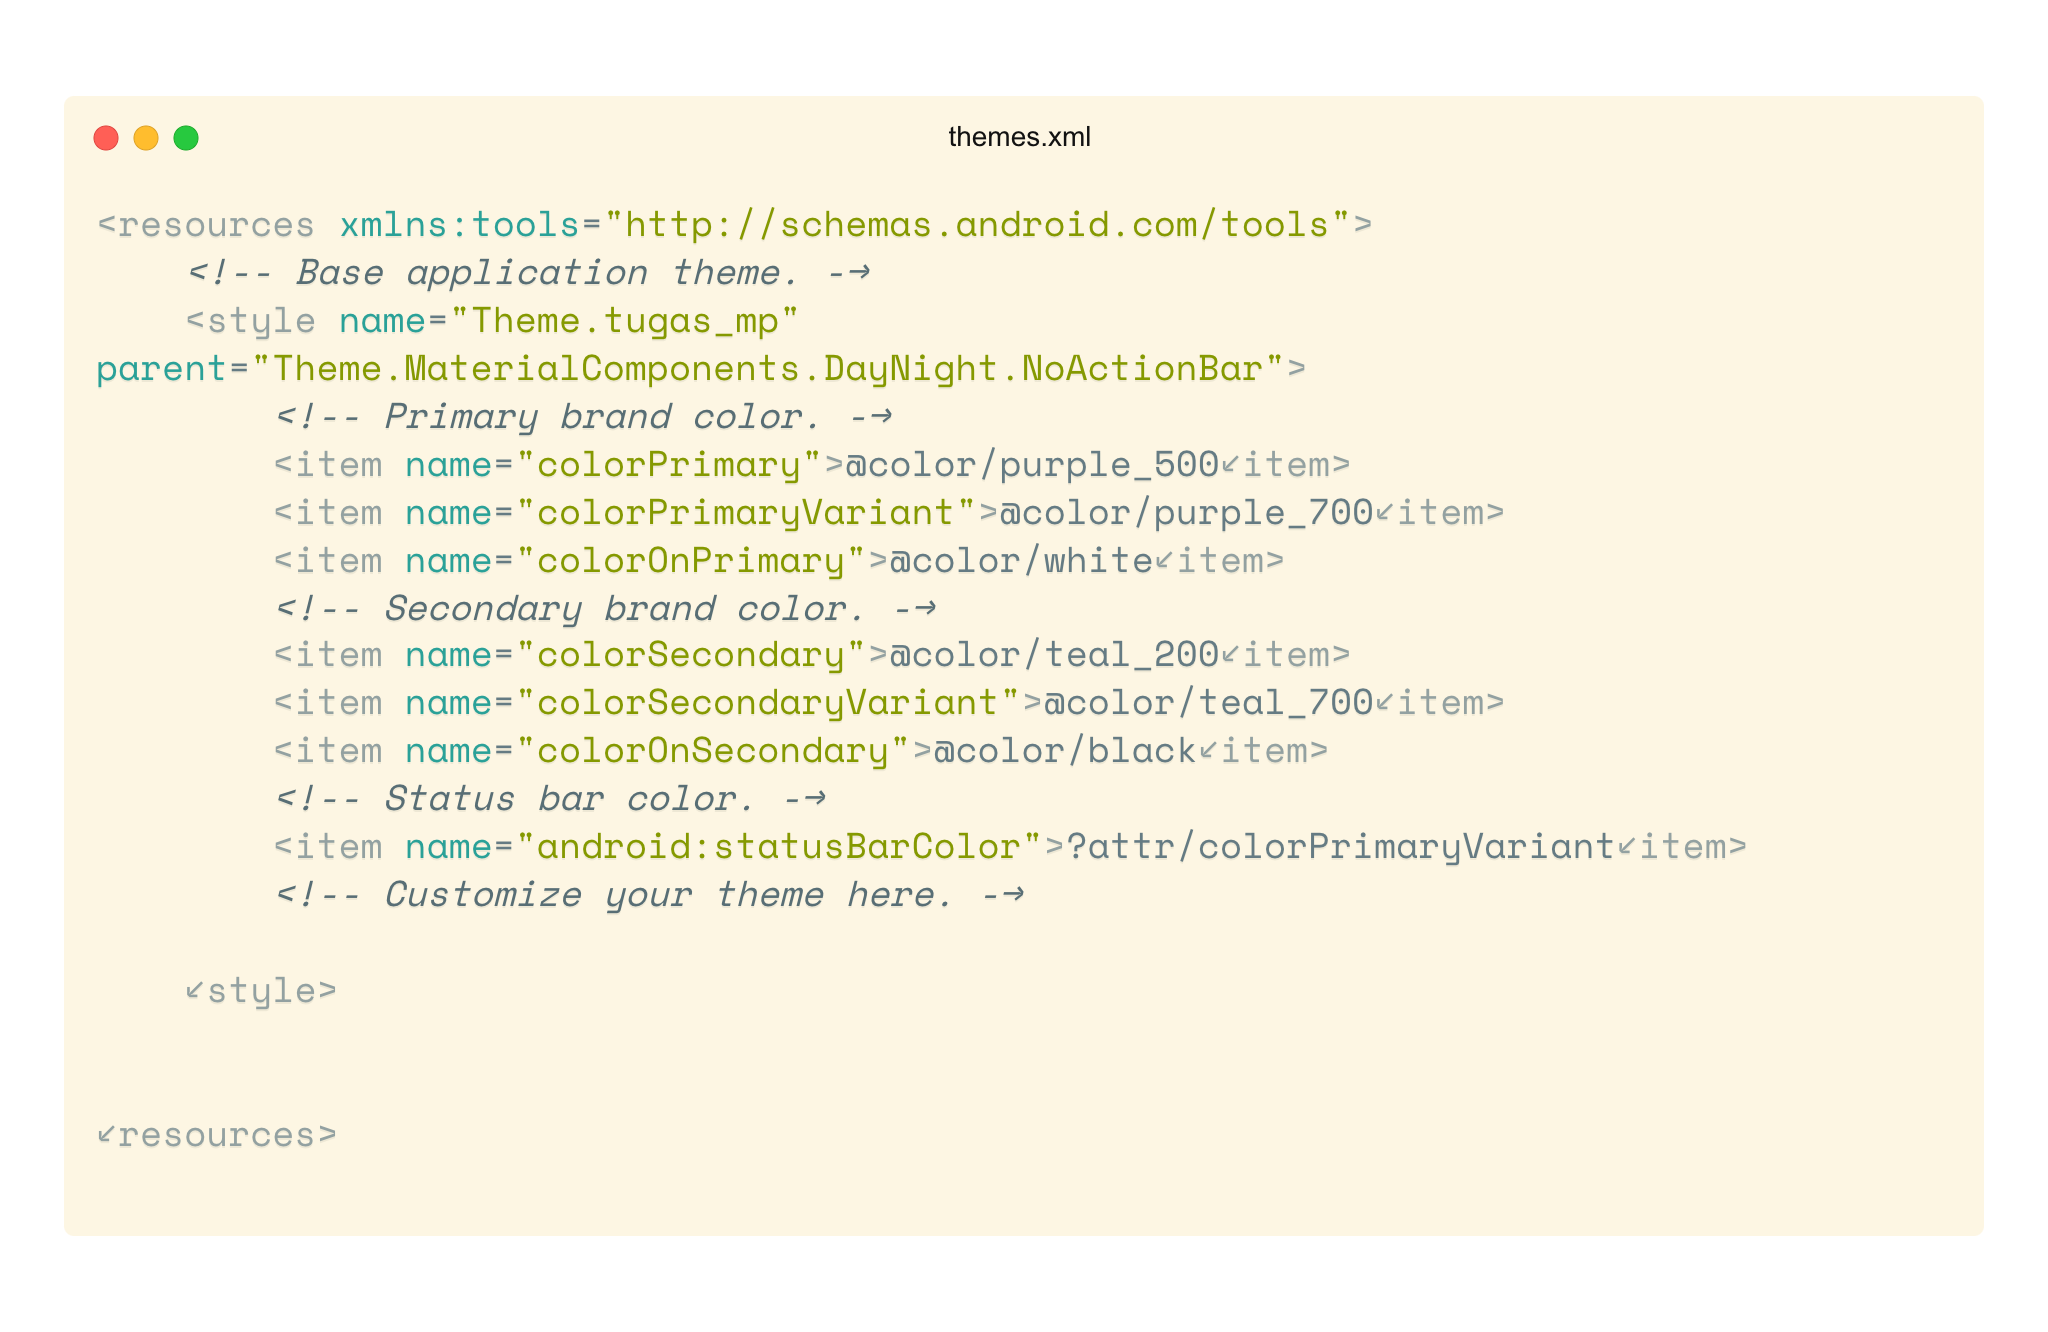 themes.xml
<resources xmlns:tools="http://schemas.android.com/tools">
    <!-- Base application theme. -->
    <style name="Theme.tugas_mp"
parent="Theme.MaterialComponents.DayNight.NoActionBar">
        <!-- Primary brand color. -->
        <item name="colorPrimary">@color/purple_500</item>
        <item name="colorPrimaryVariant">@color/purple_700</item>
        <item name="colorOnPrimary">@color/white</item>
        <!-- Secondary brand color. -->
        <item name="colorSecondary">@color/teal_200</item>
        <item name="colorSecondaryVariant">@color/teal_700</item>
        <item name="colorOnSecondary">@color/black</item>
        <!-- Status bar color. -->
        <item name="android:statusBarColor">?attr/colorPrimaryVariant</item>
        <!-- Customize your theme here. -->
    </style>
</resources>